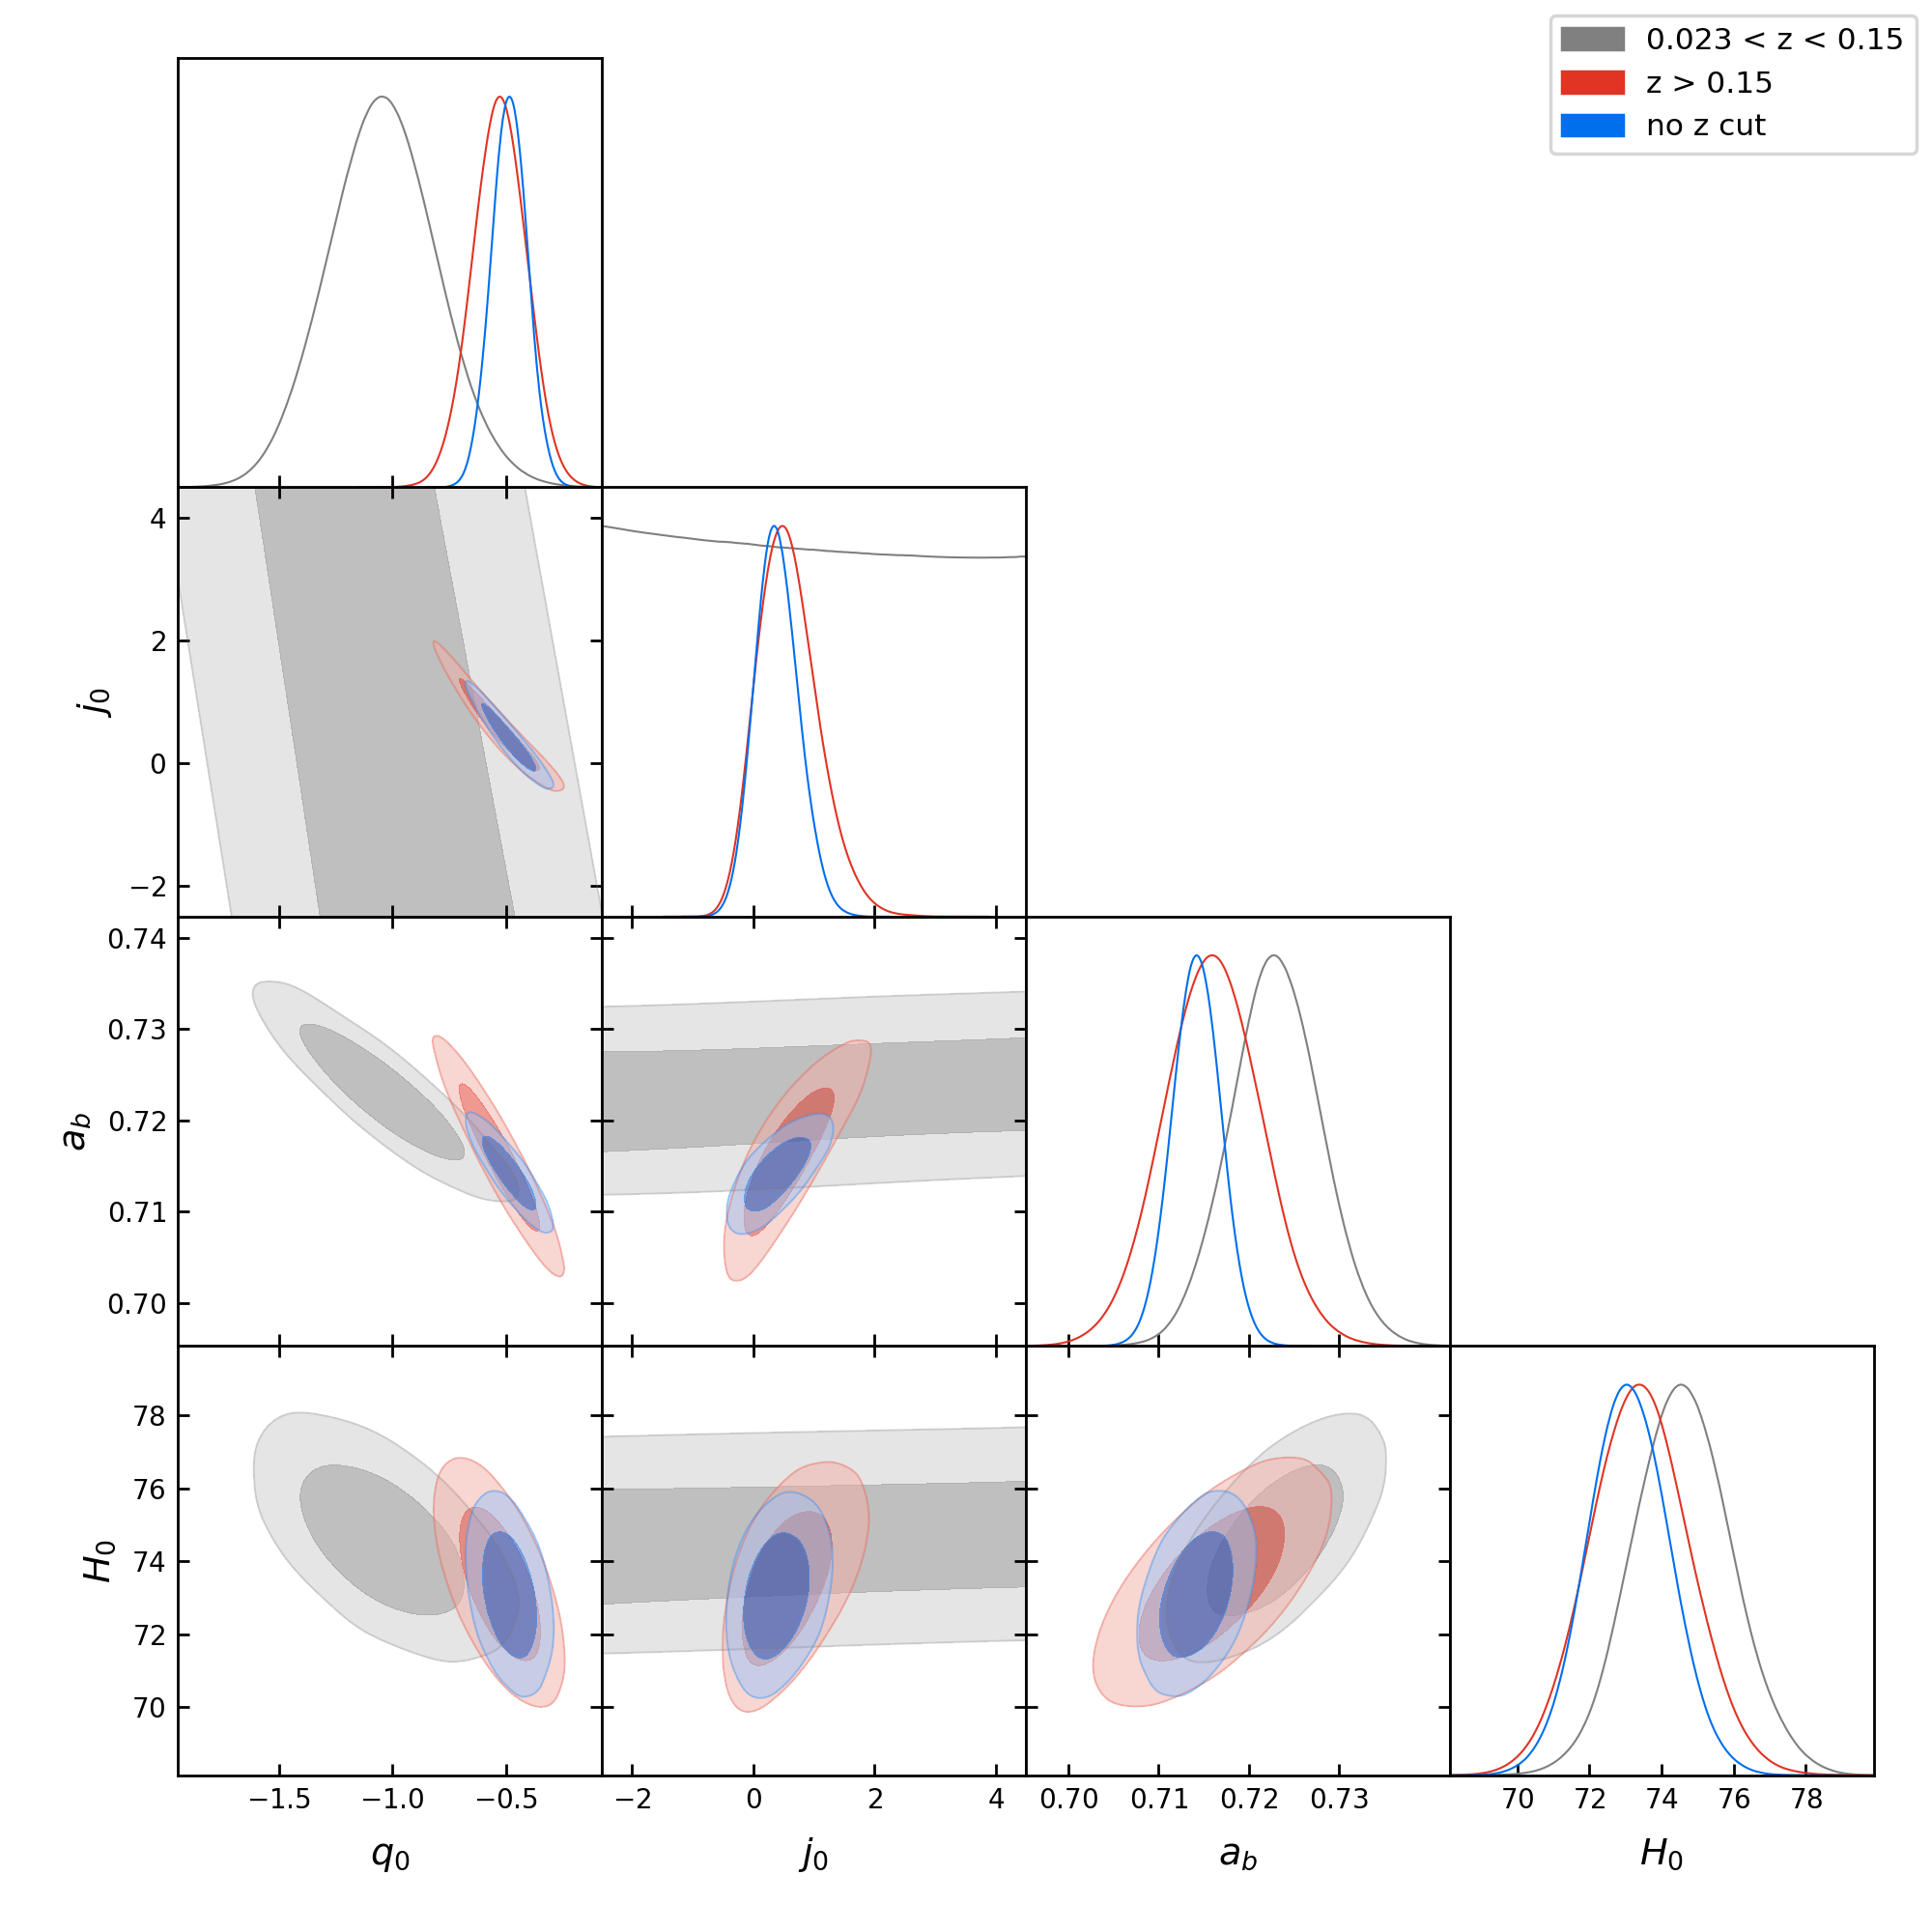 0.023 < z < 0.15
z > 0.15
no z cut
4
2
0
−2
j₀
0.74
0.73
0.72
0.71
0.70
a_b
78
76
74
72
70
H₀
−1.5 −1.0 −0.5 −2 0 2 4 0.70 0.71 0.72 0.73 70 72 74 76 78
q₀ j₀ a_b H₀